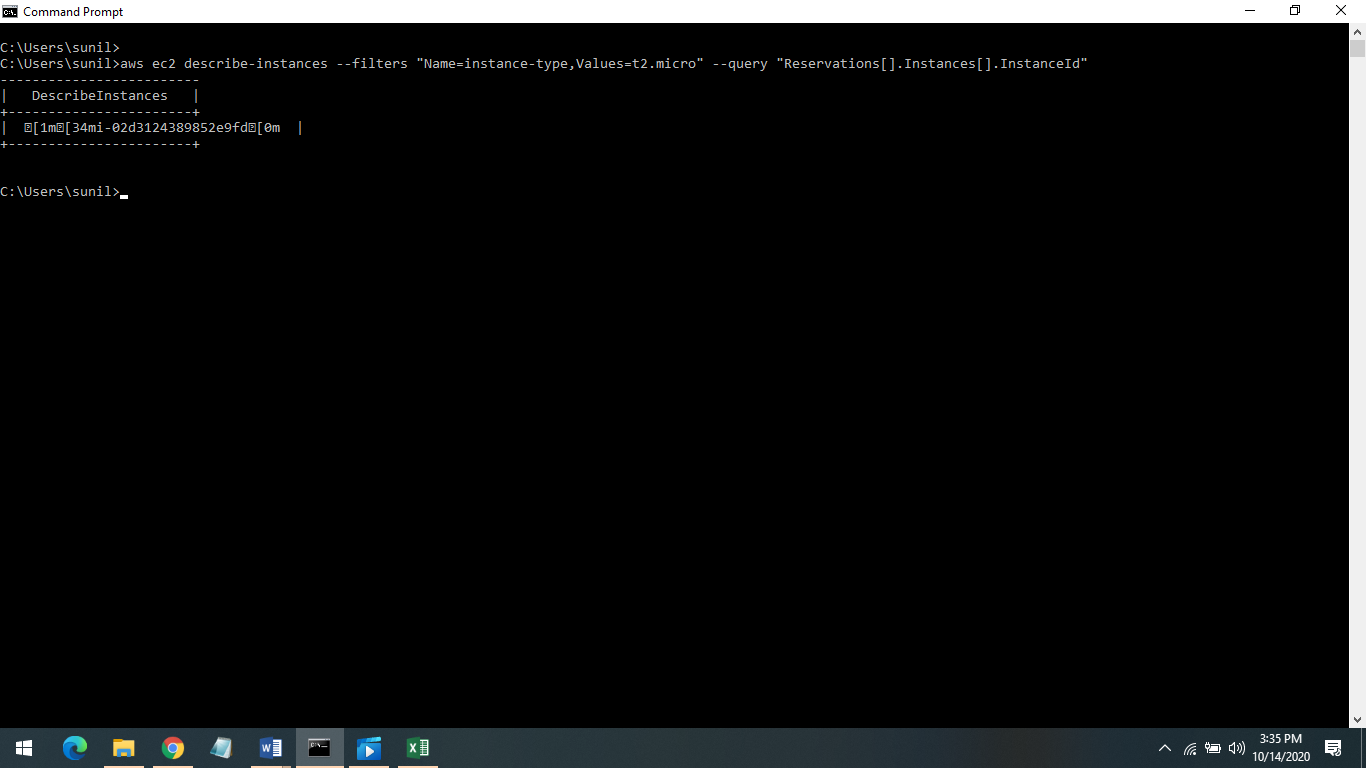 Command Prompt
C:\Users\sunil>
C:\Users\sunil>aws ec2 describe-instances --filters "Name=instance-type,Values=t2.micro" --query "Reservations[].Instances[].InstanceId"
-------------------------
|   DescribeInstances   |
+-----------------------+
|  ⍰[1m⍰[34mi-02d3124389852e9fd⍰[0m  |
+-----------------------+
C:\Users\sunil>
3:35 PM
10/14/2020